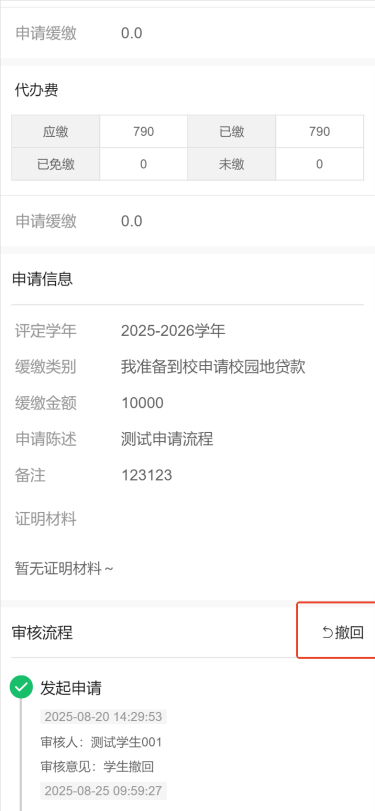 申请缓缴 0.0
代办费
应缴 790 已缴 790
已免缴 0 未缴 0
申请缓缴 0.0
申请信息
评定学年 2025-2026学年
缓缴类别 我准备到校申请校园地贷款
缓缴金额 10000
申请陈述 测试申请流程
备注 123123
证明材料
暂无证明材料~
审核流程 撤回
发起申请
2025-08-20 14:29:53
审核人：测试学生001
审核意见：学生撤回
2025-08-25 09:59:27